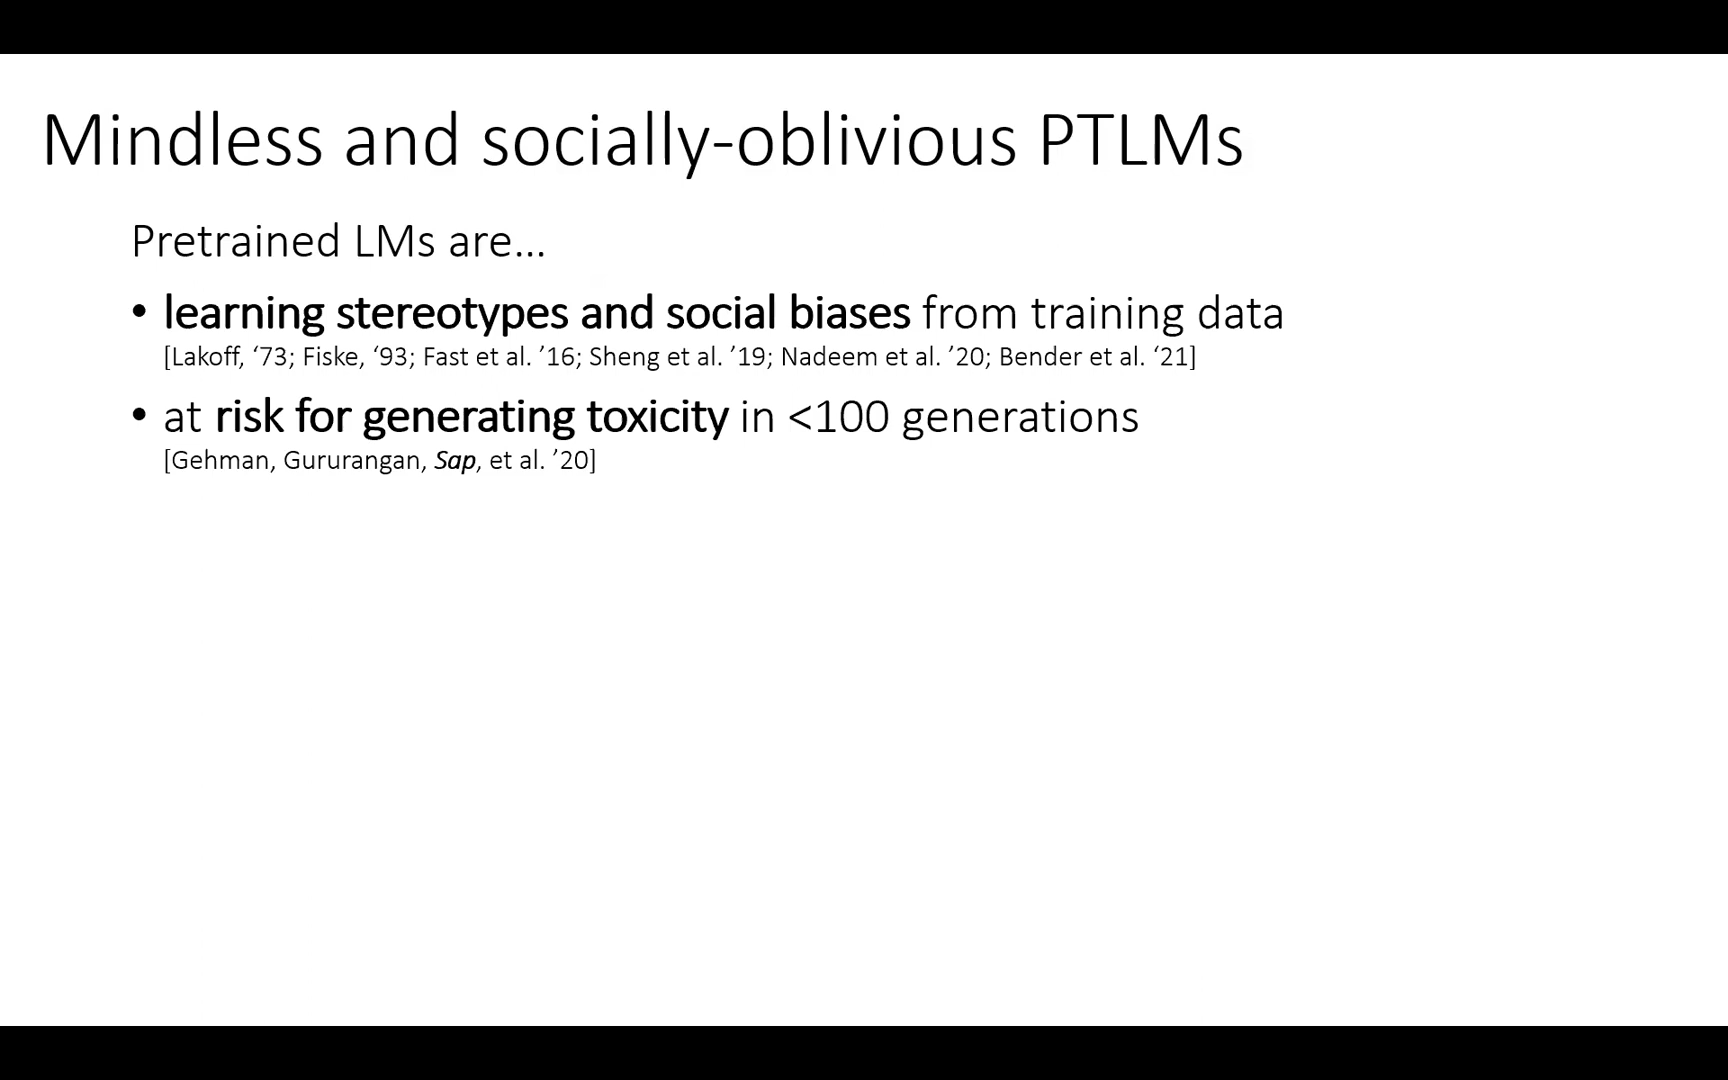 Mindless and socially-oblivious PTLMs
Pretrained LMs are...
• learning stereotypes and social biases from training data
[Lakoff, ‘73; Fiske, ‘93; Fast et al. ’16; Sheng et al. ’19; Nadeem et al. ’20; Bender et al. ‘21]
• at risk for generating toxicity in <100 generations
[Gehman, Gururangan, Sap, et al. ’20]